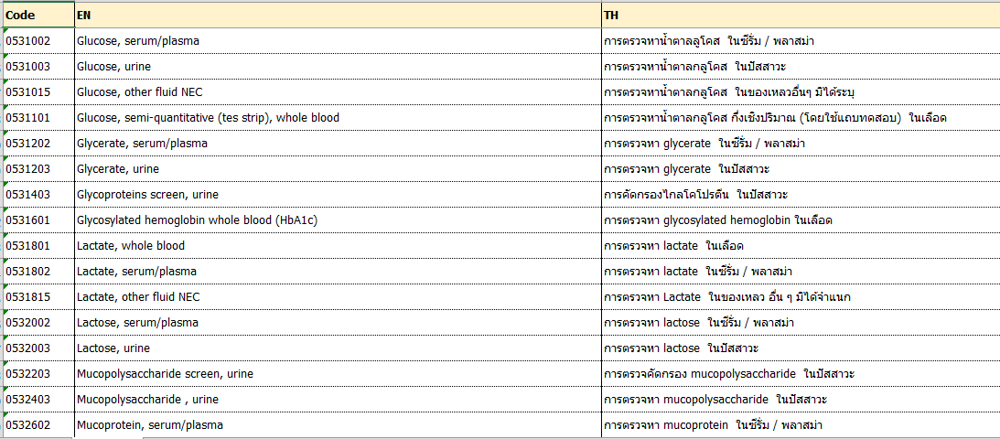 Code EN TH
0531002 Glucose, serum/plasma การตรวจหาน้ำตาลลูโคส ในซีรั่ม / พลาสม่า
0531003 Glucose, urine การตรวจหาน้ำตาลกลูโคส ในปัสสาวะ
0531015 Glucose, other fluid NEC การตรวจหาน้ำตาลกลูโคส ในของเหลวอื่นๆ มิได้ระบุ
0531101 Glucose, semi-quantitative (tes strip), whole blood การตรวจหาน้ำตาลกลูโคส กึ่งเชิงปริมาณ (โดยใช้แถบทดสอบ) ในเลือด
0531202 Glycerate, serum/plasma การตรวจหา glycerate ในซีรั่ม / พลาสม่า
0531203 Glycerate, urine การตรวจหา glycerate ในปัสสาวะ
0531403 Glycoproteins screen, urine การคัดกรองไกลโคโปรตีน ในปัสสาวะ
0531601 Glycosylated hemoglobin whole blood (HbA1c) การตรวจหา glycosylated hemoglobin ในเลือด
0531801 Lactate, whole blood การตรวจหา lactate ในเลือด
0531802 Lactate, serum/plasma การตรวจหา lactate ในซีรั่ม / พลาสม่า
0531815 Lactate, other fluid NEC การตรวจหา Lactate ในของเหลว อื่น ๆ มิได้จำแนก
0532002 Lactose, serum/plasma การตรวจหา lactose ในซีรั่ม / พลาสม่า
0532003 Lactose, urine การตรวจหา lactose ในปัสสาวะ
0532203 Mucopolysaccharide screen, urine การตรวจคัดกรอง mucopolysaccharide ในปัสสาวะ
0532403 Mucopolysaccharide , urine การตรวจหา mucopolysaccharide ในปัสสาวะ
0532602 Mucoprotein, serum/plasma การตรวจหา mucoprotein ในซีรั่ม / พลาสม่า